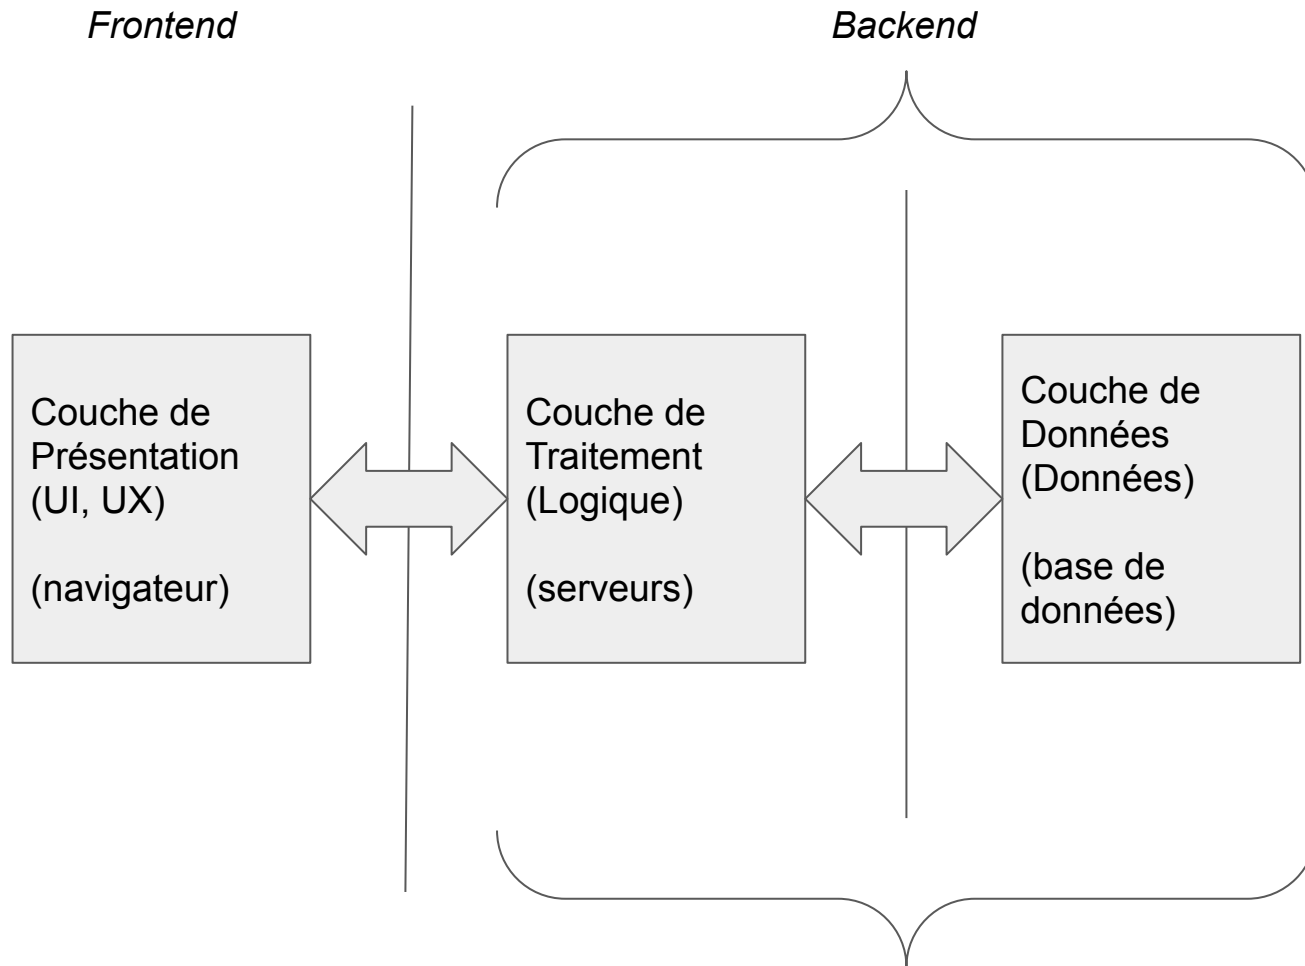 Frontend
Backend
Couche de
Présentation
(UI, UX)
(navigateur)
Couche de
Traitement
(Logique)
(serveurs)
Couche de
Données
(Données)
(base de
données)